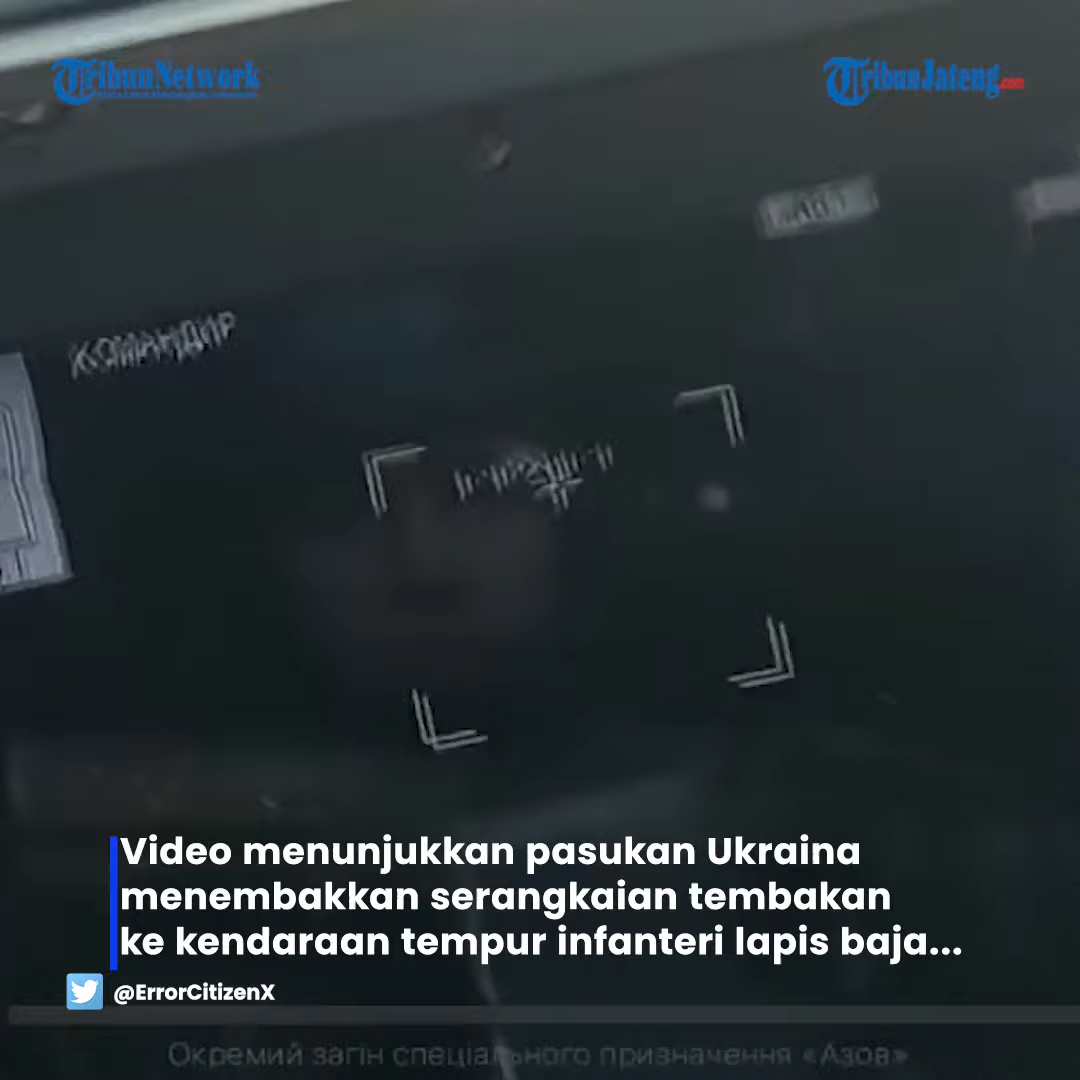 TribunNetwork
TribunJateng.com
КОМАНДИР
Video menunjukkan pasukan Ukraina
menembakkan serangkaian tembakan
ke kendaraan tempur infanteri lapis baja...
@ErrorCitizenX
Окремий загін спеціального призначення «Азов»